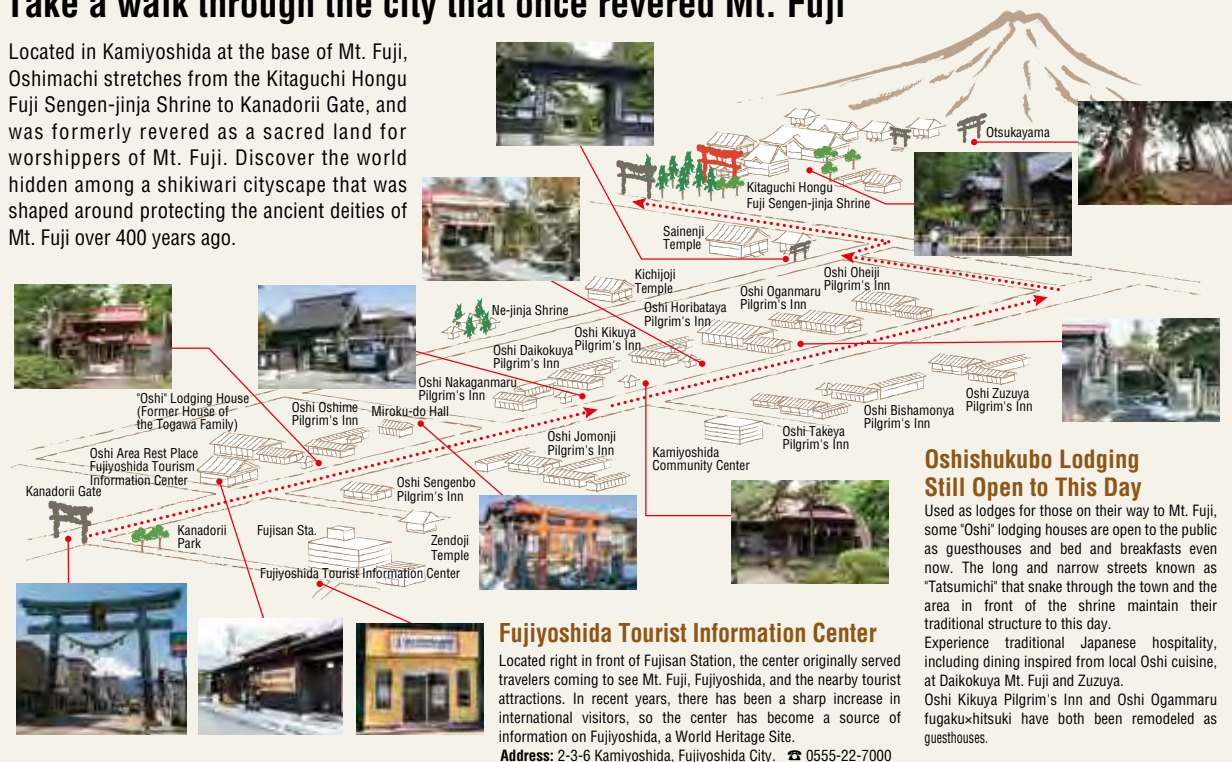 Take a walk through the city that once revered Mt. Fuji
Located in Kamiyoshida at the base of Mt. Fuji,
Oshimachi stretches from the Kitaguchi Hongu
Fuji Sengen-jinja Shrine to Kanadorii Gate, and
was formerly revered as a sacred land for
worshippers of Mt. Fuji. Discover the world
hidden among a shikiwari cityscape that was
shaped around protecting the ancient deities of
Mt. Fuji over 400 years ago.
Otsukayama
Kitaguchi Hongu
Fuji Sengen-jinja Shrine
Sainenji
Temple
Kichijoji
Temple
Oshi Oheiji
Pilgrim's Inn
Oshi Oganmaru
Pilgrim's Inn
Oshi Horibataya
Pilgrim's Inn
Ne-jinja Shrine
Oshi Kikuya
Pilgrim's Inn
Oshi Daikokuya
Pilgrim's Inn
Oshi Nakaganmaru
Pilgrim's Inn
"Oshi" Lodging House
(Former House of
the Togawa Family)
Oshi Oshime
Pilgrim's Inn
Miroku-do Hall
Oshi Zuzuya
Pilgrim's Inn
Oshi Bishamonya
Pilgrim's Inn
Oshi Takeya
Pilgrim's Inn
Oshi Jomonji
Pilgrim's Inn
Kamiyoshida
Community Center
Oshi Area Rest Place
Fujiyoshida Tourism
Information Center
Oshi Sengenbo
Pilgrim's Inn
Kanadorii Gate
Kanadorii
Park
Fujisan Sta.
Zendoji
Temple
Fujiyoshida Tourist Information Center
Fujiyoshida Tourist Information Center
Located right in front of Fujisan Station, the center originally served
travelers coming to see Mt. Fuji, Fujiyoshida, and the nearby tourist
attractions. In recent years, there has been a sharp increase in
international visitors, so the center has become a source of
information on Fujiyoshida, a World Heritage Site.
Address: 2-3-6 Kamiyoshida, Fujiyoshida City. ☎ 0555-22-7000
Oshishukubo Lodging
Still Open to This Day
Used as lodges for those on their way to Mt. Fuji,
some "Oshi" lodging houses are open to the public
as guesthouses and bed and breakfasts even
now. The long and narrow streets known as
"Tatsumichi" that snake through the town and the
area in front of the shrine maintain their
traditional structure to this day.
Experience traditional Japanese hospitality,
including dining inspired from local Oshi cuisine,
at Daikokuya Mt. Fuji and Zuzuya.
Oshi Kikuya Pilgrim's Inn and Oshi Ogammaru
fugaku×hitsuki have both been remodeled as
guesthouses.